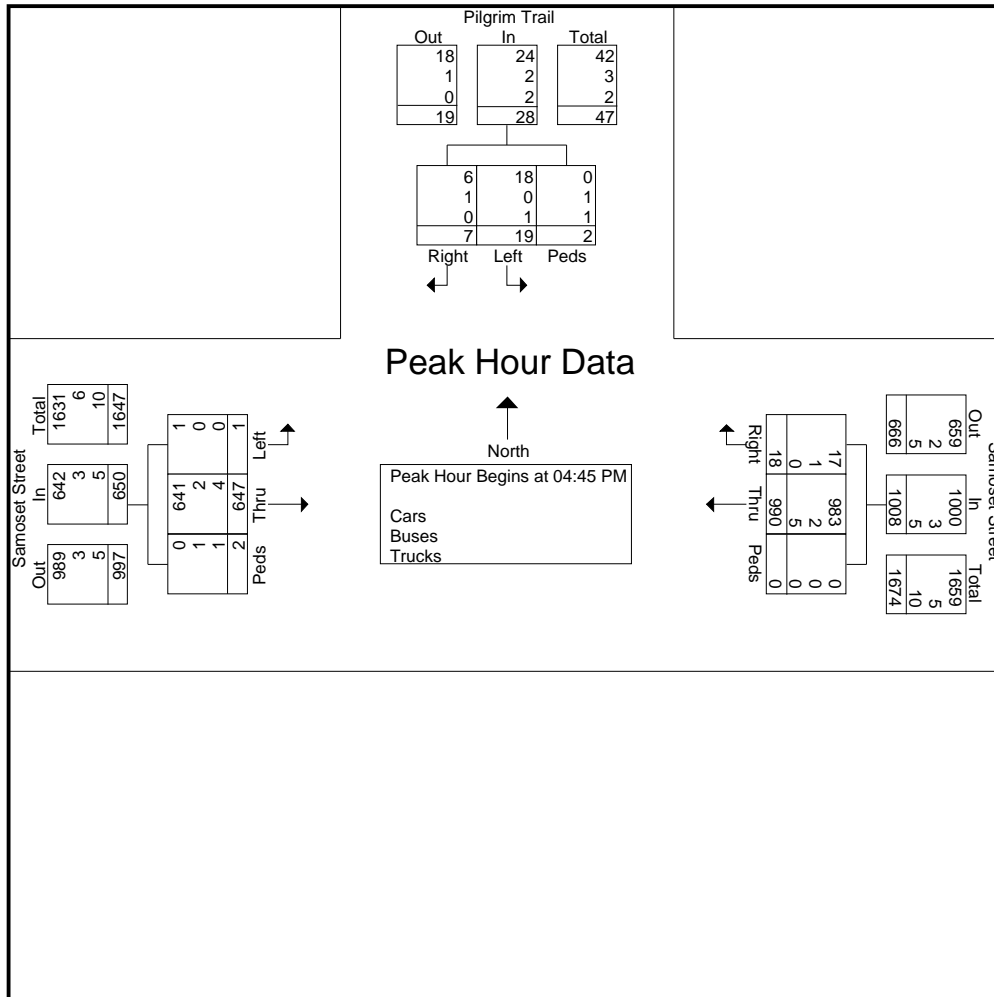 Pilgrim Trail
Out In Total
18 24 42
1 2 3
0 2 2
19 28 47
6 18 0
1 0 1
0 1 1
7 19 2
Right Left Peds
Peak Hour Data
North
Peak Hour Begins at 04:45 PM
Cars
Buses
Trucks
Samoset Street
Total
1631
6
10
1647
In
642
3
5
650
Out
989
3
5
997
1
0
0
1
Left
641
2
4
647
Thru
0
1
1
2
Peds
Right
17
1
0
18
Thru
983
2
5
990
Peds
0
0
0
0
Out
659
2
5
666
In
1000
3
5
1008
Total
1659
5
10
1674
Samoset Street